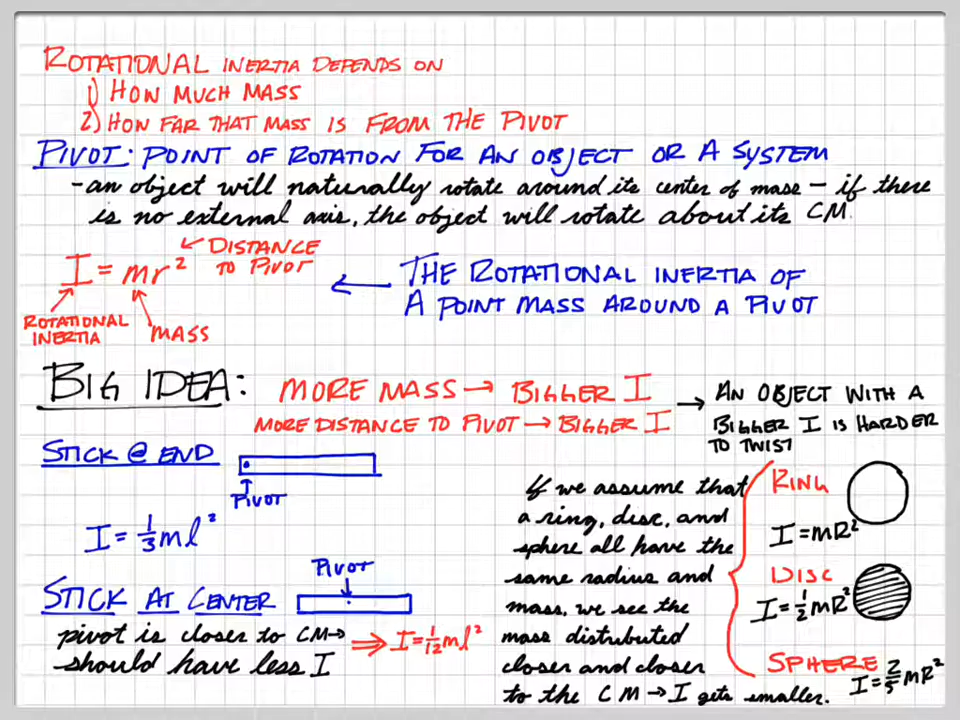 ROTATIONAL INERTIA DEPENDS ON
1) HOW MUCH MASS
2) HOW FAR THAT MASS IS FROM THE PIVOT
PIVOT: POINT OF ROTATION FOR AN OBJECT OR A SYSTEM
- an object will naturally rotate around its center of mass - if there
is no external axis, the object will rotate about its CM.
I = mr²
← DISTANCE
TO PIVOT
ROTATIONAL
INERTIA
MASS
← THE ROTATIONAL INERTIA OF
A POINT MASS AROUND A PIVOT
BIG IDEA:
MORE MASS → BIGGER I
MORE DISTANCE TO PIVOT → BIGGER I
→ AN OBJECT WITH A
BIGGER I IS HARDER
TO TWIST
STICK @ END
PIVOT
I = 1/3 ml²
STICK AT CENTER
PIVOT
pivot is closer to CM →
should have less I
⇒ I = 1/12 ml²
If we assume that
a ring, disc, and
sphere all have the
same radius and
mass, we see the
mass distributed
closer and closer
to the CM → I gets smaller.
RING
I = mR²
DISC
I = 1/2 mR²
SPHERE
I = 2/5 mR²